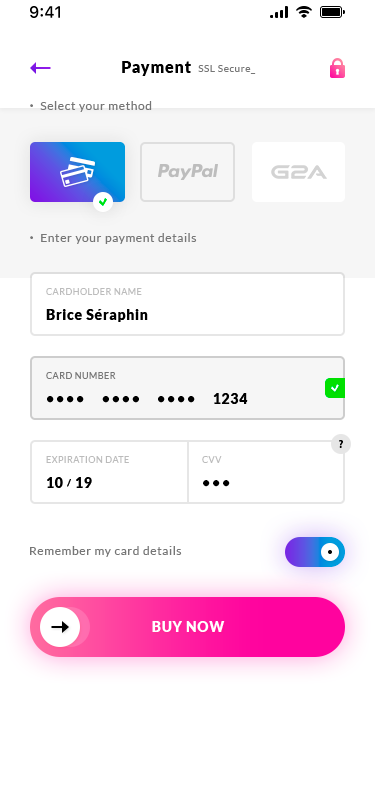 9:41
Payment SSL Secure_
• Select your method
PayPal G2A
• Enter your payment details
CARDHOLDER NAME
Brice Séraphin
CARD NUMBER
•••• •••• •••• 1234
?
EXPIRATION DATE CVV
10 / 19 •••
Remember my card details
BUY NOW